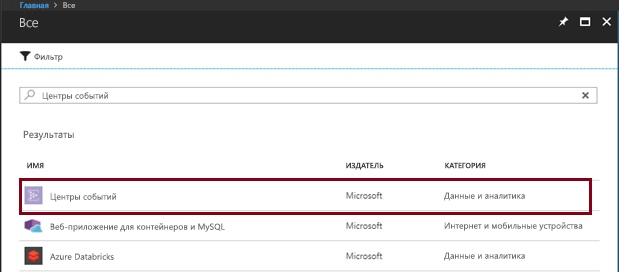 Главная > Все
Все
Фильтр
Центры событий
Результаты
ИМЯ ИЗДАТЕЛЬ КАТЕГОРИЯ
Центры событий Microsoft Данные и аналитика
Веб-приложение для контейнеров и MySQL Microsoft Интернет и мобильные устройства
Azure Databricks Microsoft Данные и аналитика